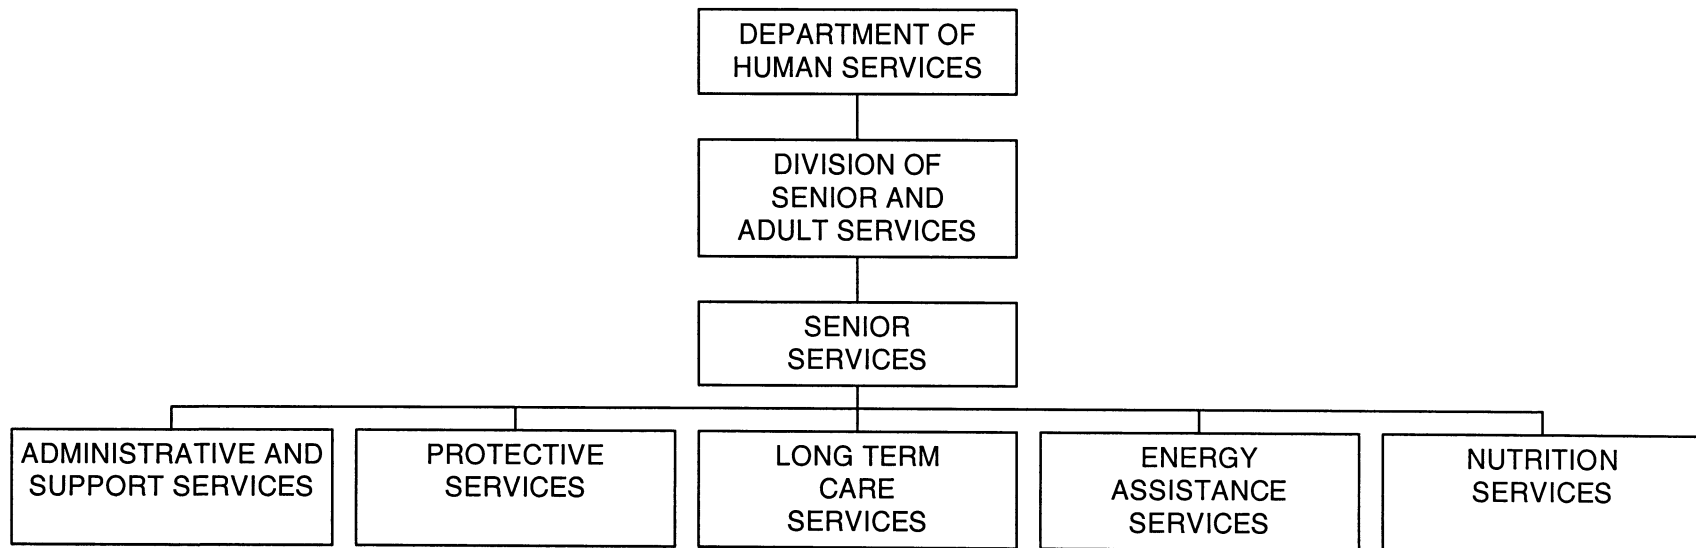 DEPARTMENT OF
HUMAN SERVICES
DIVISION OF
SENIOR AND
ADULT SERVICES
SENIOR
SERVICES
ADMINISTRATIVE AND
SUPPORT SERVICES
PROTECTIVE
SERVICES
LONG TERM
CARE
SERVICES
ENERGY
ASSISTANCE
SERVICES
NUTRITION
SERVICES